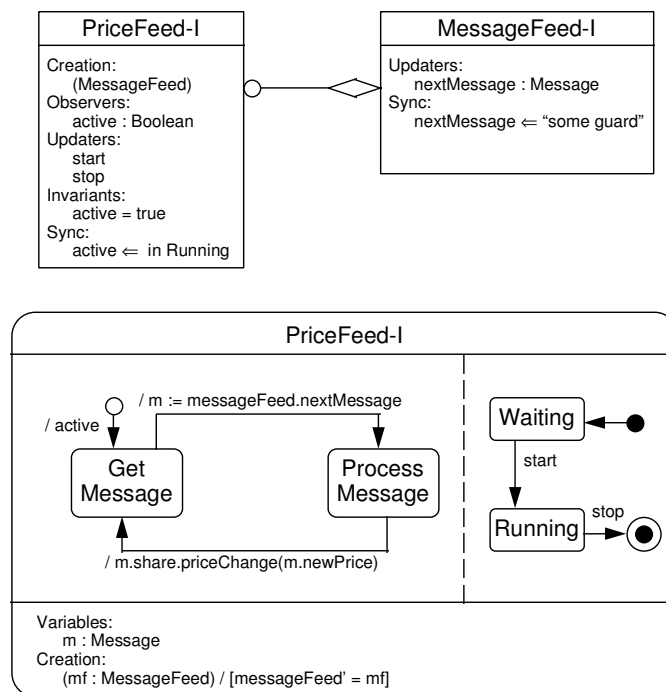 PriceFeed-I
Creation:
(MessageFeed)
Observers:
active : Boolean
Updaters:
start
stop
Invariants:
active = true
Sync:
active ⇐ in Running
MessageFeed-I
Updaters:
nextMessage : Message
Sync:
nextMessage ⇐ “some guard”
PriceFeed-I
/ m := messageFeed.nextMessage
/ active
Get
Message
Process
Message
/ m.share.priceChange(m.newPrice)
Waiting
start
Running
stop
Variables:
m : Message
Creation:
(mf : MessageFeed) / [messageFeed' = mf]